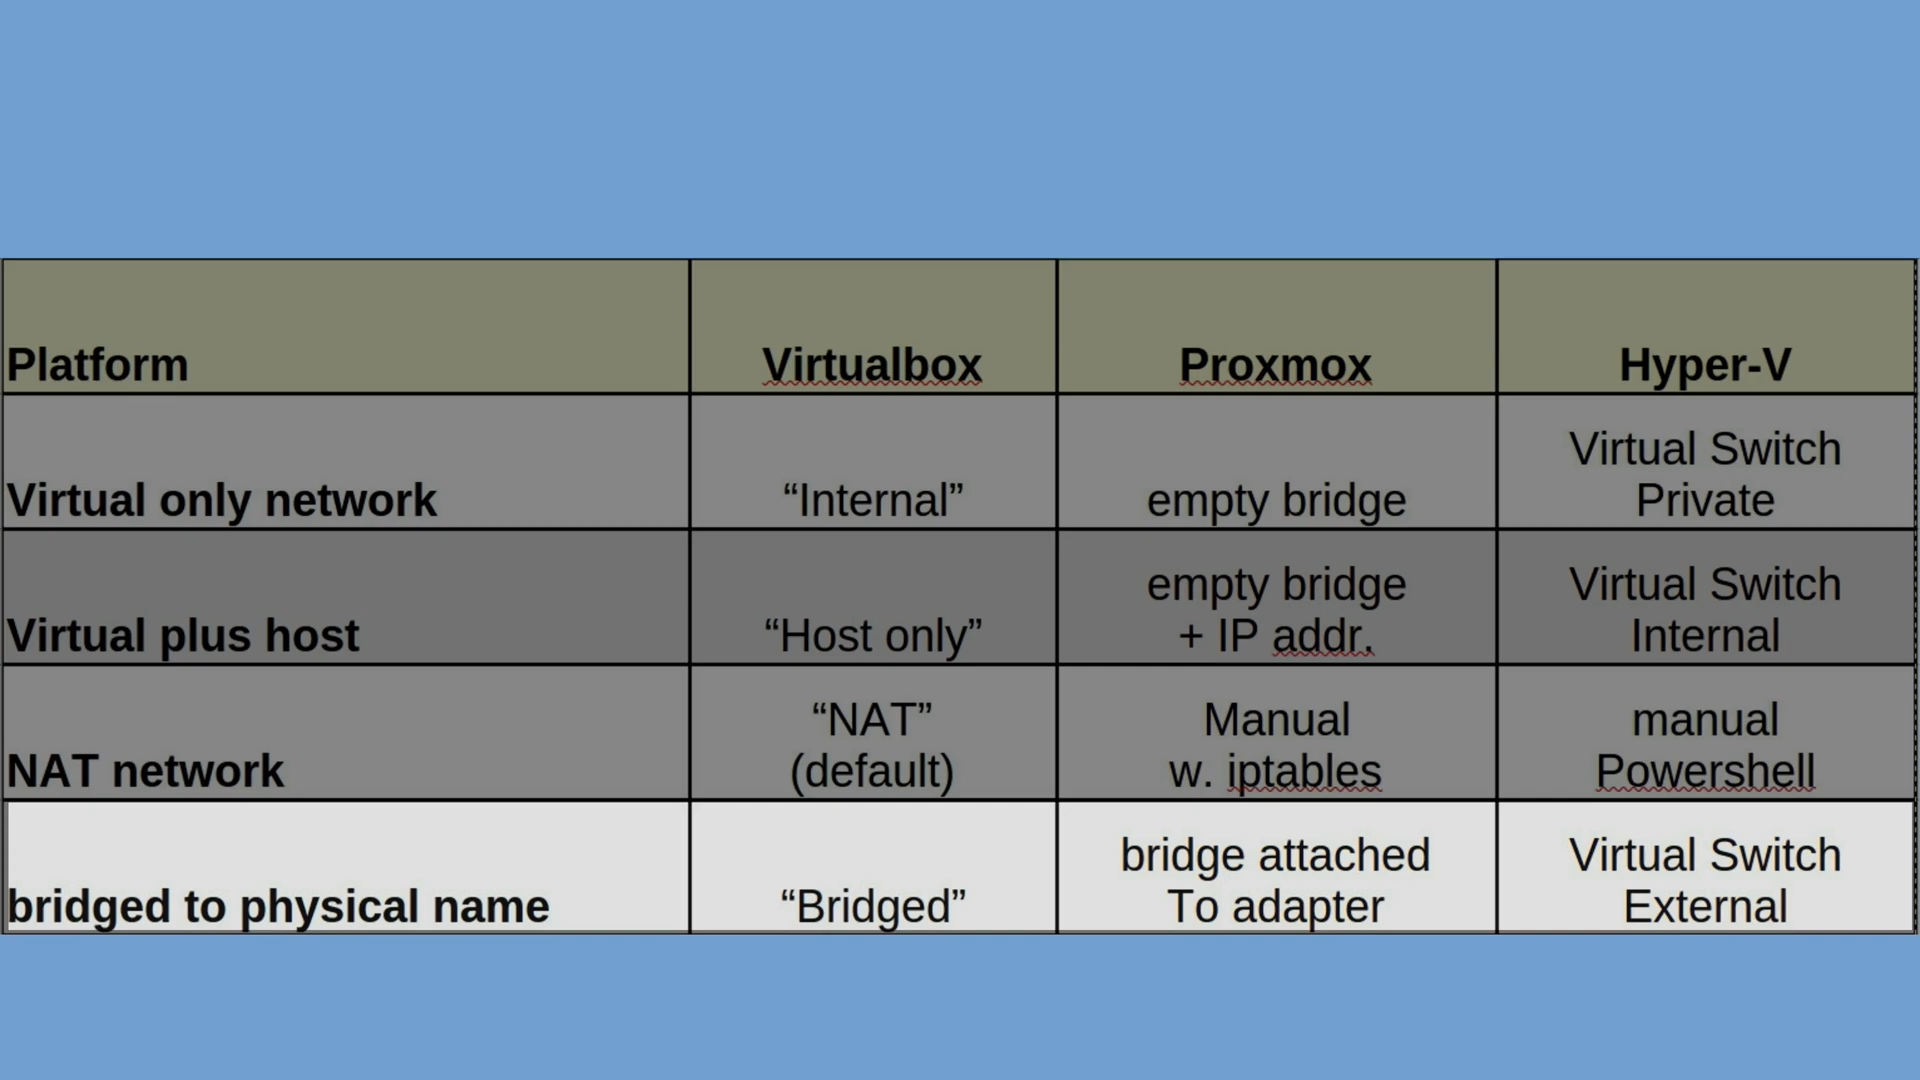 Platform
Virtualbox
Proxmox
Hyper-V
Virtual only network
“Internal”
empty bridge
Virtual Switch
Private
Virtual plus host
“Host only”
empty bridge
+ IP addr.
Virtual Switch
Internal
NAT network
“NAT”
(default)
Manual
w. iptables
manual
Powershell
bridged to physical name
“Bridged”
bridge attached
To adapter
Virtual Switch
External